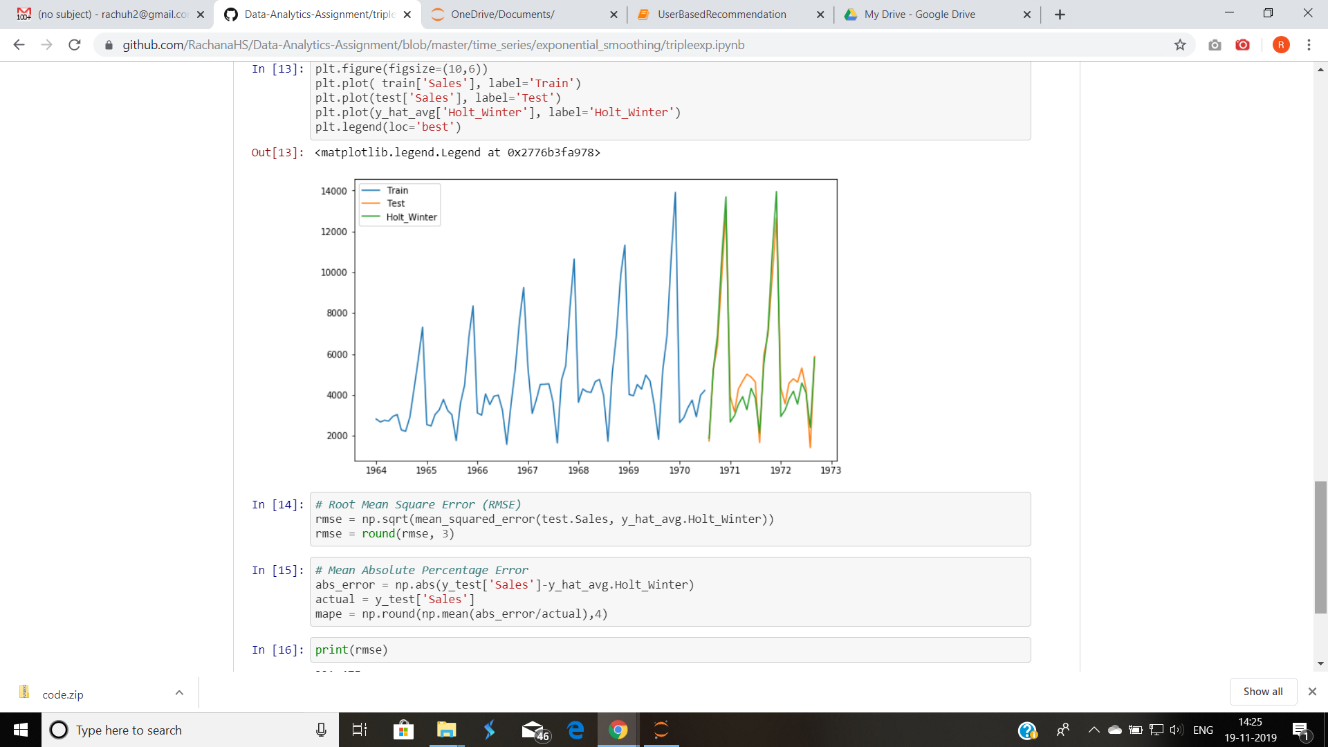 100+
(no subject) - rachuh2@gmail.co
Data-Analytics-Assignment/triple
OneDrive/Documents/
UserBasedRecommendation
My Drive - Google Drive
github.com/RachanaHS/Data-Analytics-Assignment/blob/master/time_series/exponential_smoothing/tripleexp.ipynb
R
In [13]: plt.figure(figsize=(10,6))
plt.plot( train['Sales'], label='Train')
plt.plot(test['Sales'], label='Test')
plt.plot(y_hat_avg['Holt_Winter'], label='Holt_Winter')
plt.legend(loc='best')
Out[13]: <matplotlib.legend.Legend at 0x2776b3fa978>
Train
Test
Holt_Winter
14000
12000
10000
8000
6000
4000
2000
1964 1965 1966 1967 1968 1969 1970 1971 1972 1973
In [14]: # Root Mean Square Error (RMSE)
rmse = np.sqrt(mean_squared_error(test.Sales, y_hat_avg.Holt_Winter))
rmse = round(rmse, 3)
In [15]: # Mean Absolute Percentage Error
abs_error = np.abs(y_test['Sales']-y_hat_avg.Holt_Winter)
actual = y_test['Sales']
mape = np.round(np.mean(abs_error/actual),4)
In [16]: print(rmse)
code.zip
Show all
Type here to search
46
ENG
14:25
19-11-2019
1